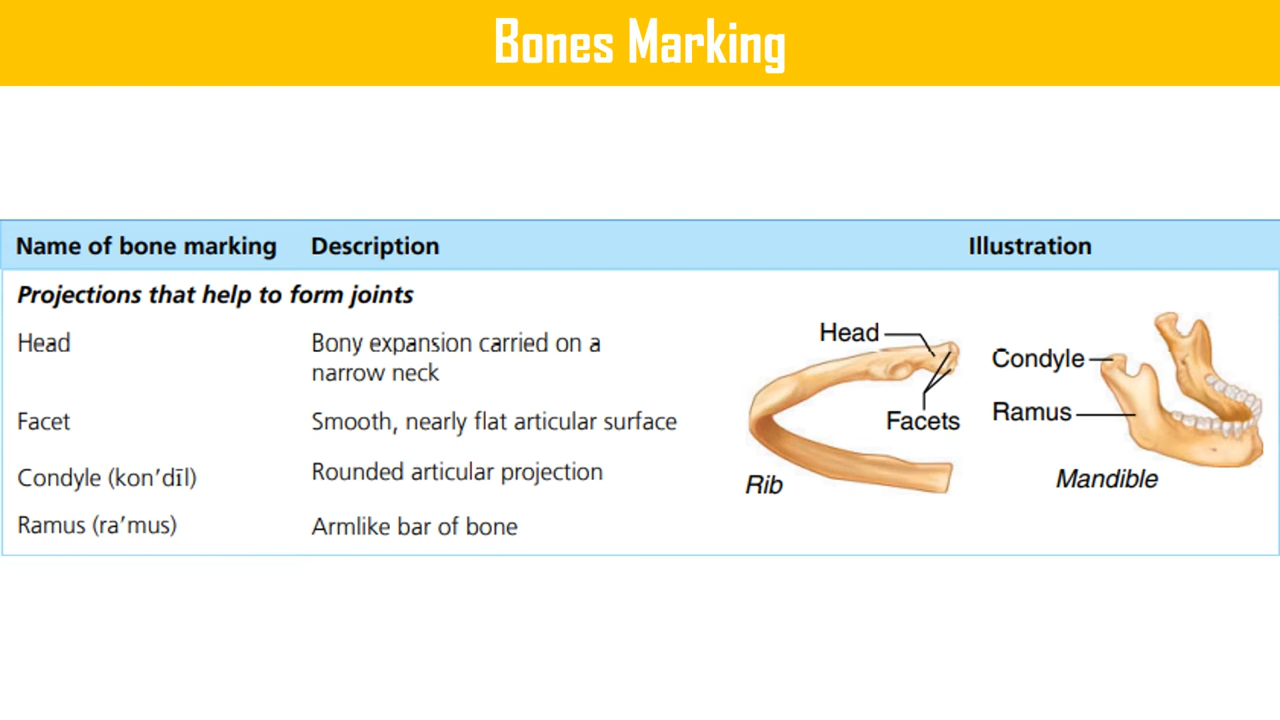 Bones Marking
Name of bone marking Description Illustration
Projections that help to form joints
Head Bony expansion carried on a
narrow neck
Facet Smooth, nearly flat articular surface
Condyle (kon′dīl) Rounded articular projection
Ramus (ra′mus) Armlike bar of bone
Head
Facets
Rib
Condyle
Ramus
Mandible